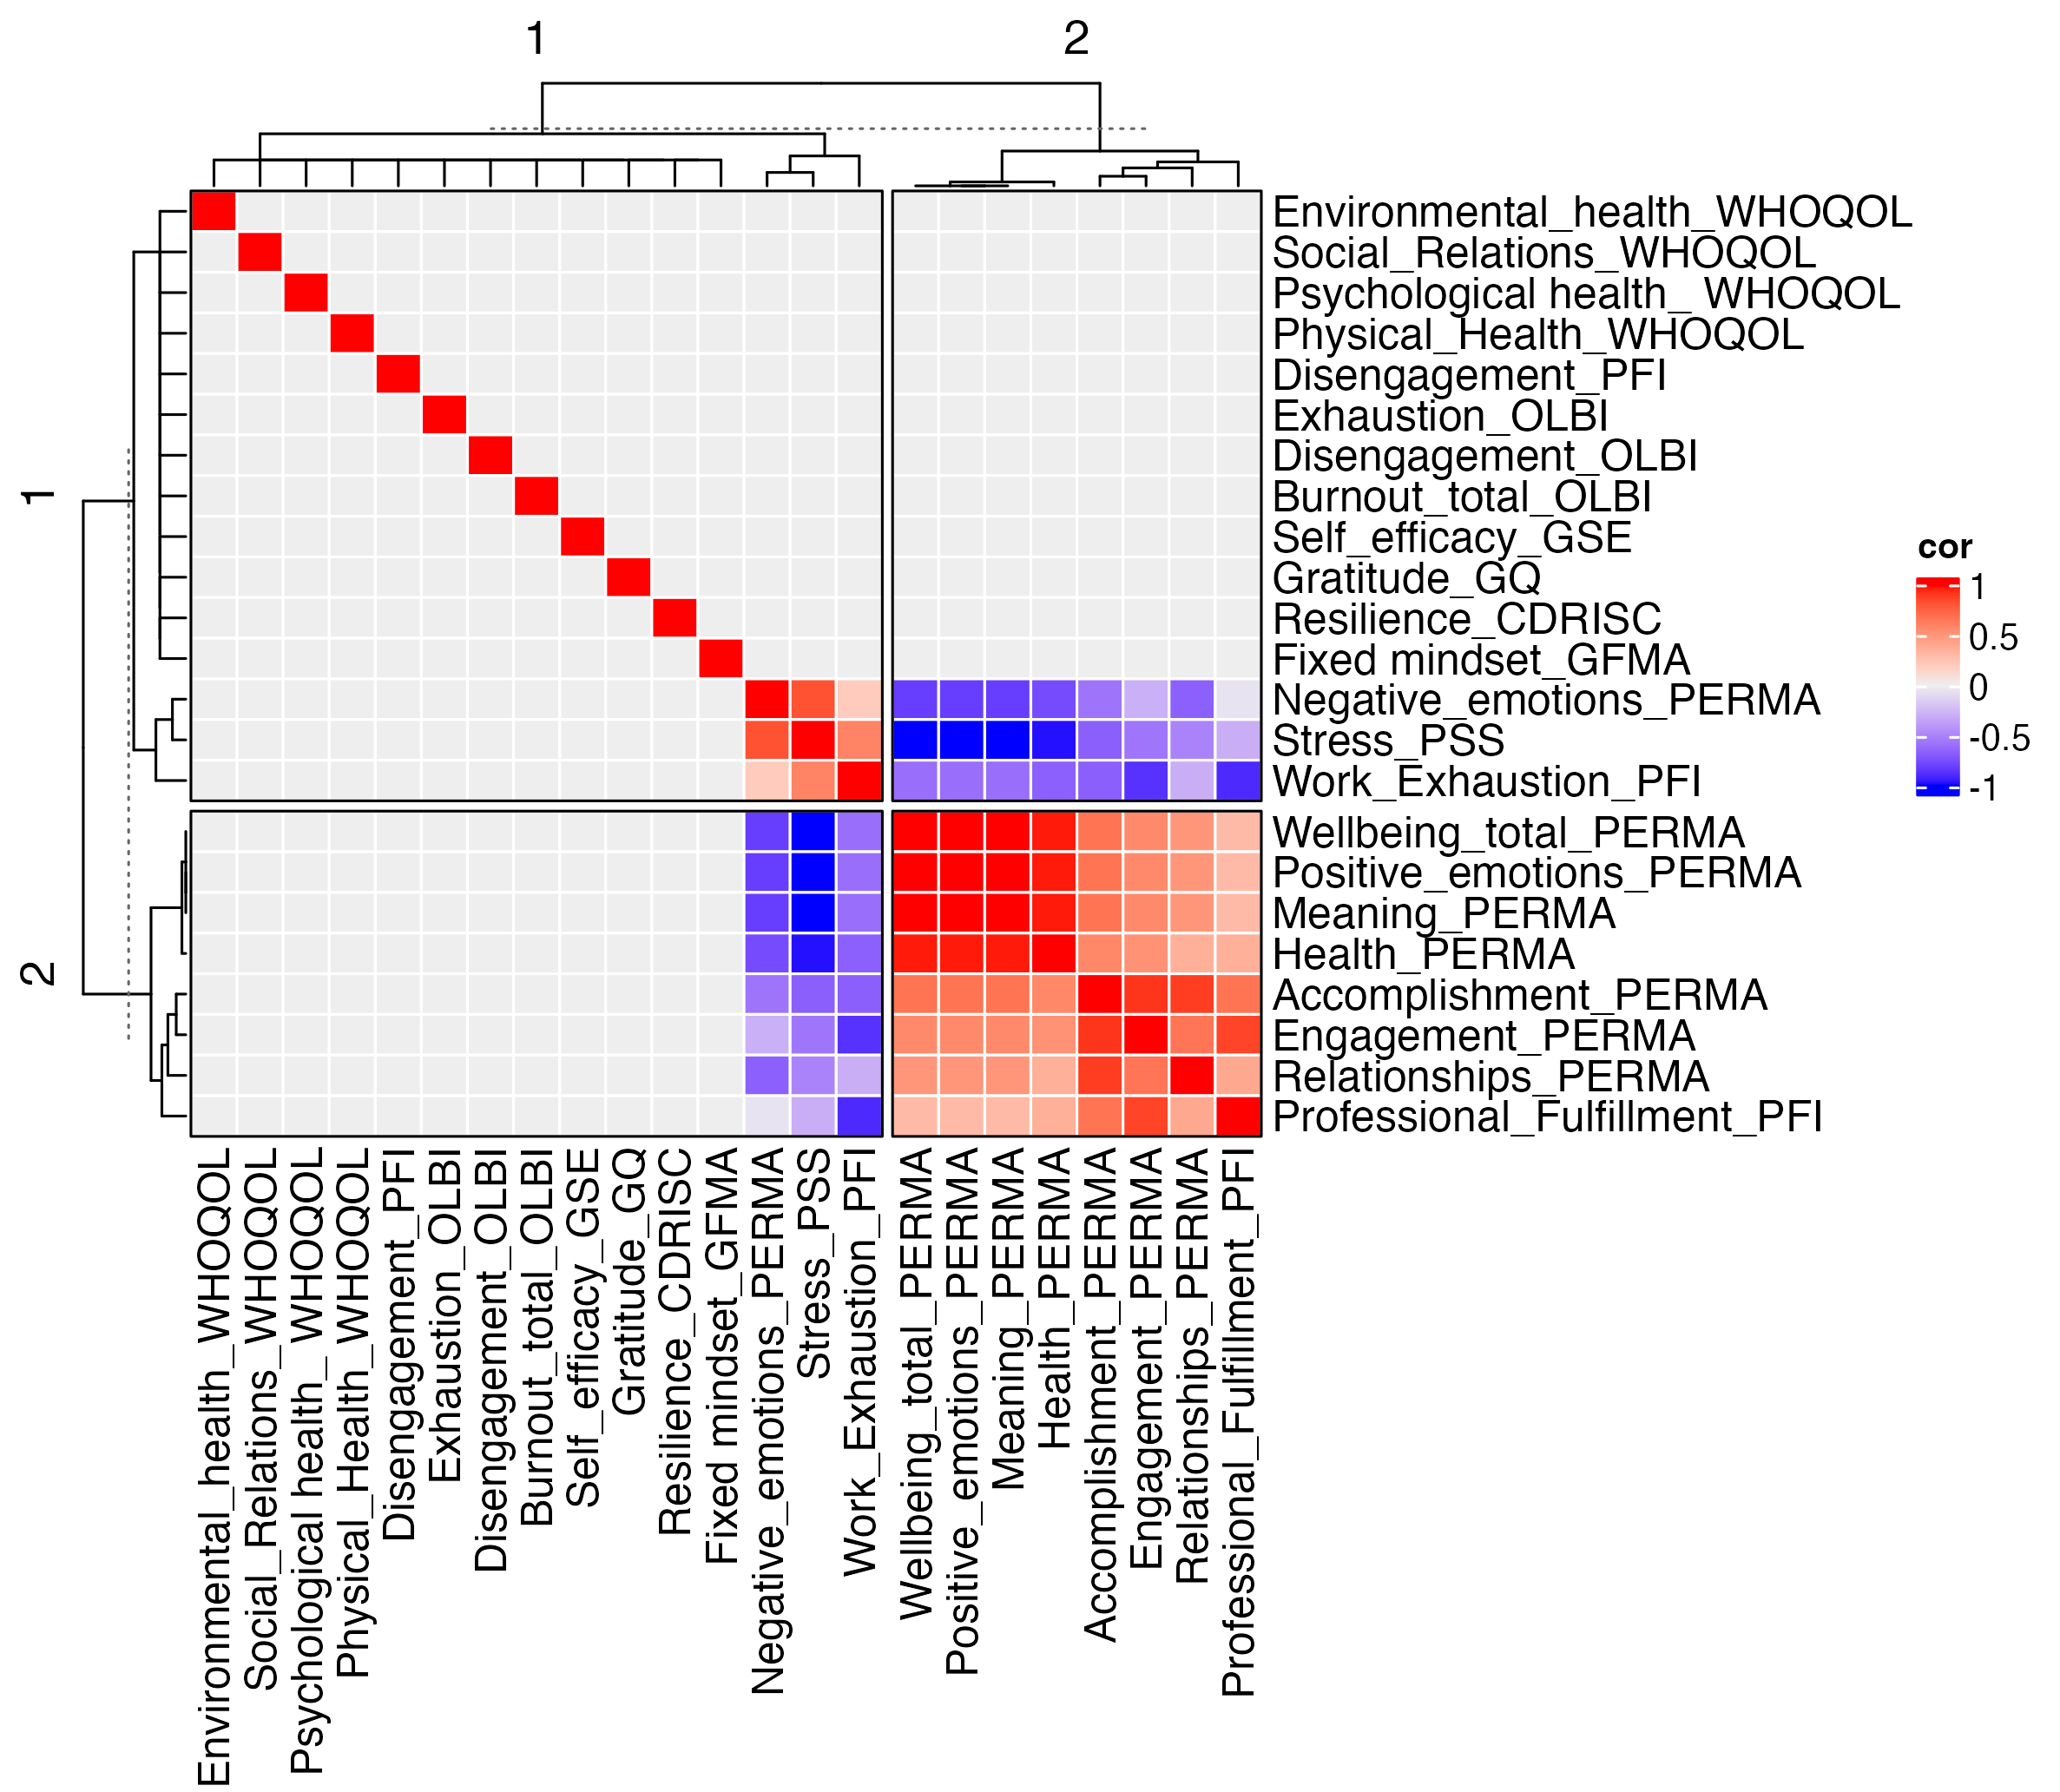 1
2
1
2
Environmental_health_WHOQOL
Social_Relations_WHOQOL
Psychological health_ WHOQOL
Physical_Health_WHOQOL
Disengagement_PFI
Exhaustion_OLBI
Disengagement_OLBI
Burnout_total_OLBI
Self_efficacy_GSE
Gratitude_GQ
Resilience_CDRISC
Fixed mindset_GFMA
Negative_emotions_PERMA
Stress_PSS
Work_Exhaustion_PFI
Wellbeing_total_PERMA
Positive_emotions_PERMA
Meaning_PERMA
Health_PERMA
Accomplishment_PERMA
Engagement_PERMA
Relationships_PERMA
Professional_Fulfillment_PFI
cor
1
0.5
0
-0.5
-1
Environmental_health_WHOQOL
Social_Relations_WHOQOL
Psychological health_ WHOQOL
Physical_Health_WHOQOL
Disengagement_PFI
Exhaustion_OLBI
Disengagement_OLBI
Burnout_total_OLBI
Self_efficacy_GSE
Gratitude_GQ
Resilience_CDRISC
Fixed mindset_GFMA
Negative_emotions_PERMA
Stress_PSS
Work_Exhaustion_PFI
Wellbeing_total_PERMA
Positive_emotions_PERMA
Meaning_PERMA
Health_PERMA
Accomplishment_PERMA
Engagement_PERMA
Relationships_PERMA
Professional_Fulfillment_PFI